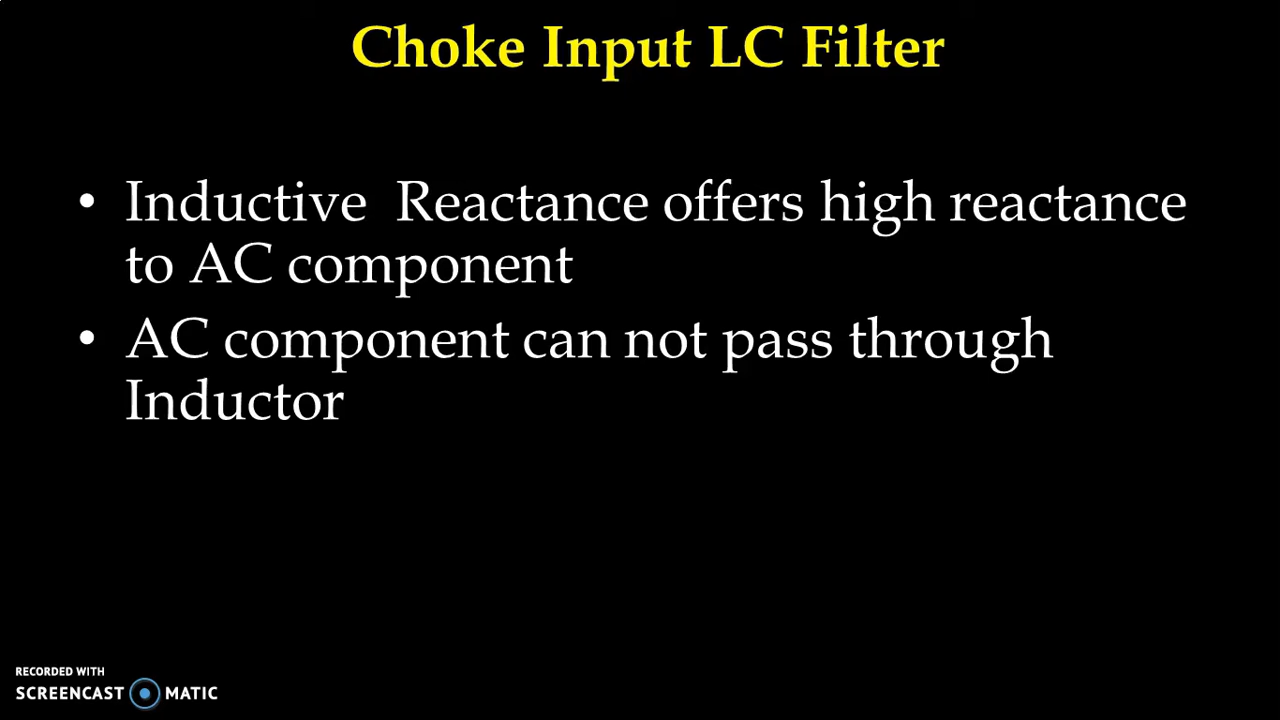 Choke Input LC Filter
• Inductive Reactance offers high reactance
to AC component
• AC component can not pass through
Inductor
RECORDED WITH
SCREENCAST MATIC